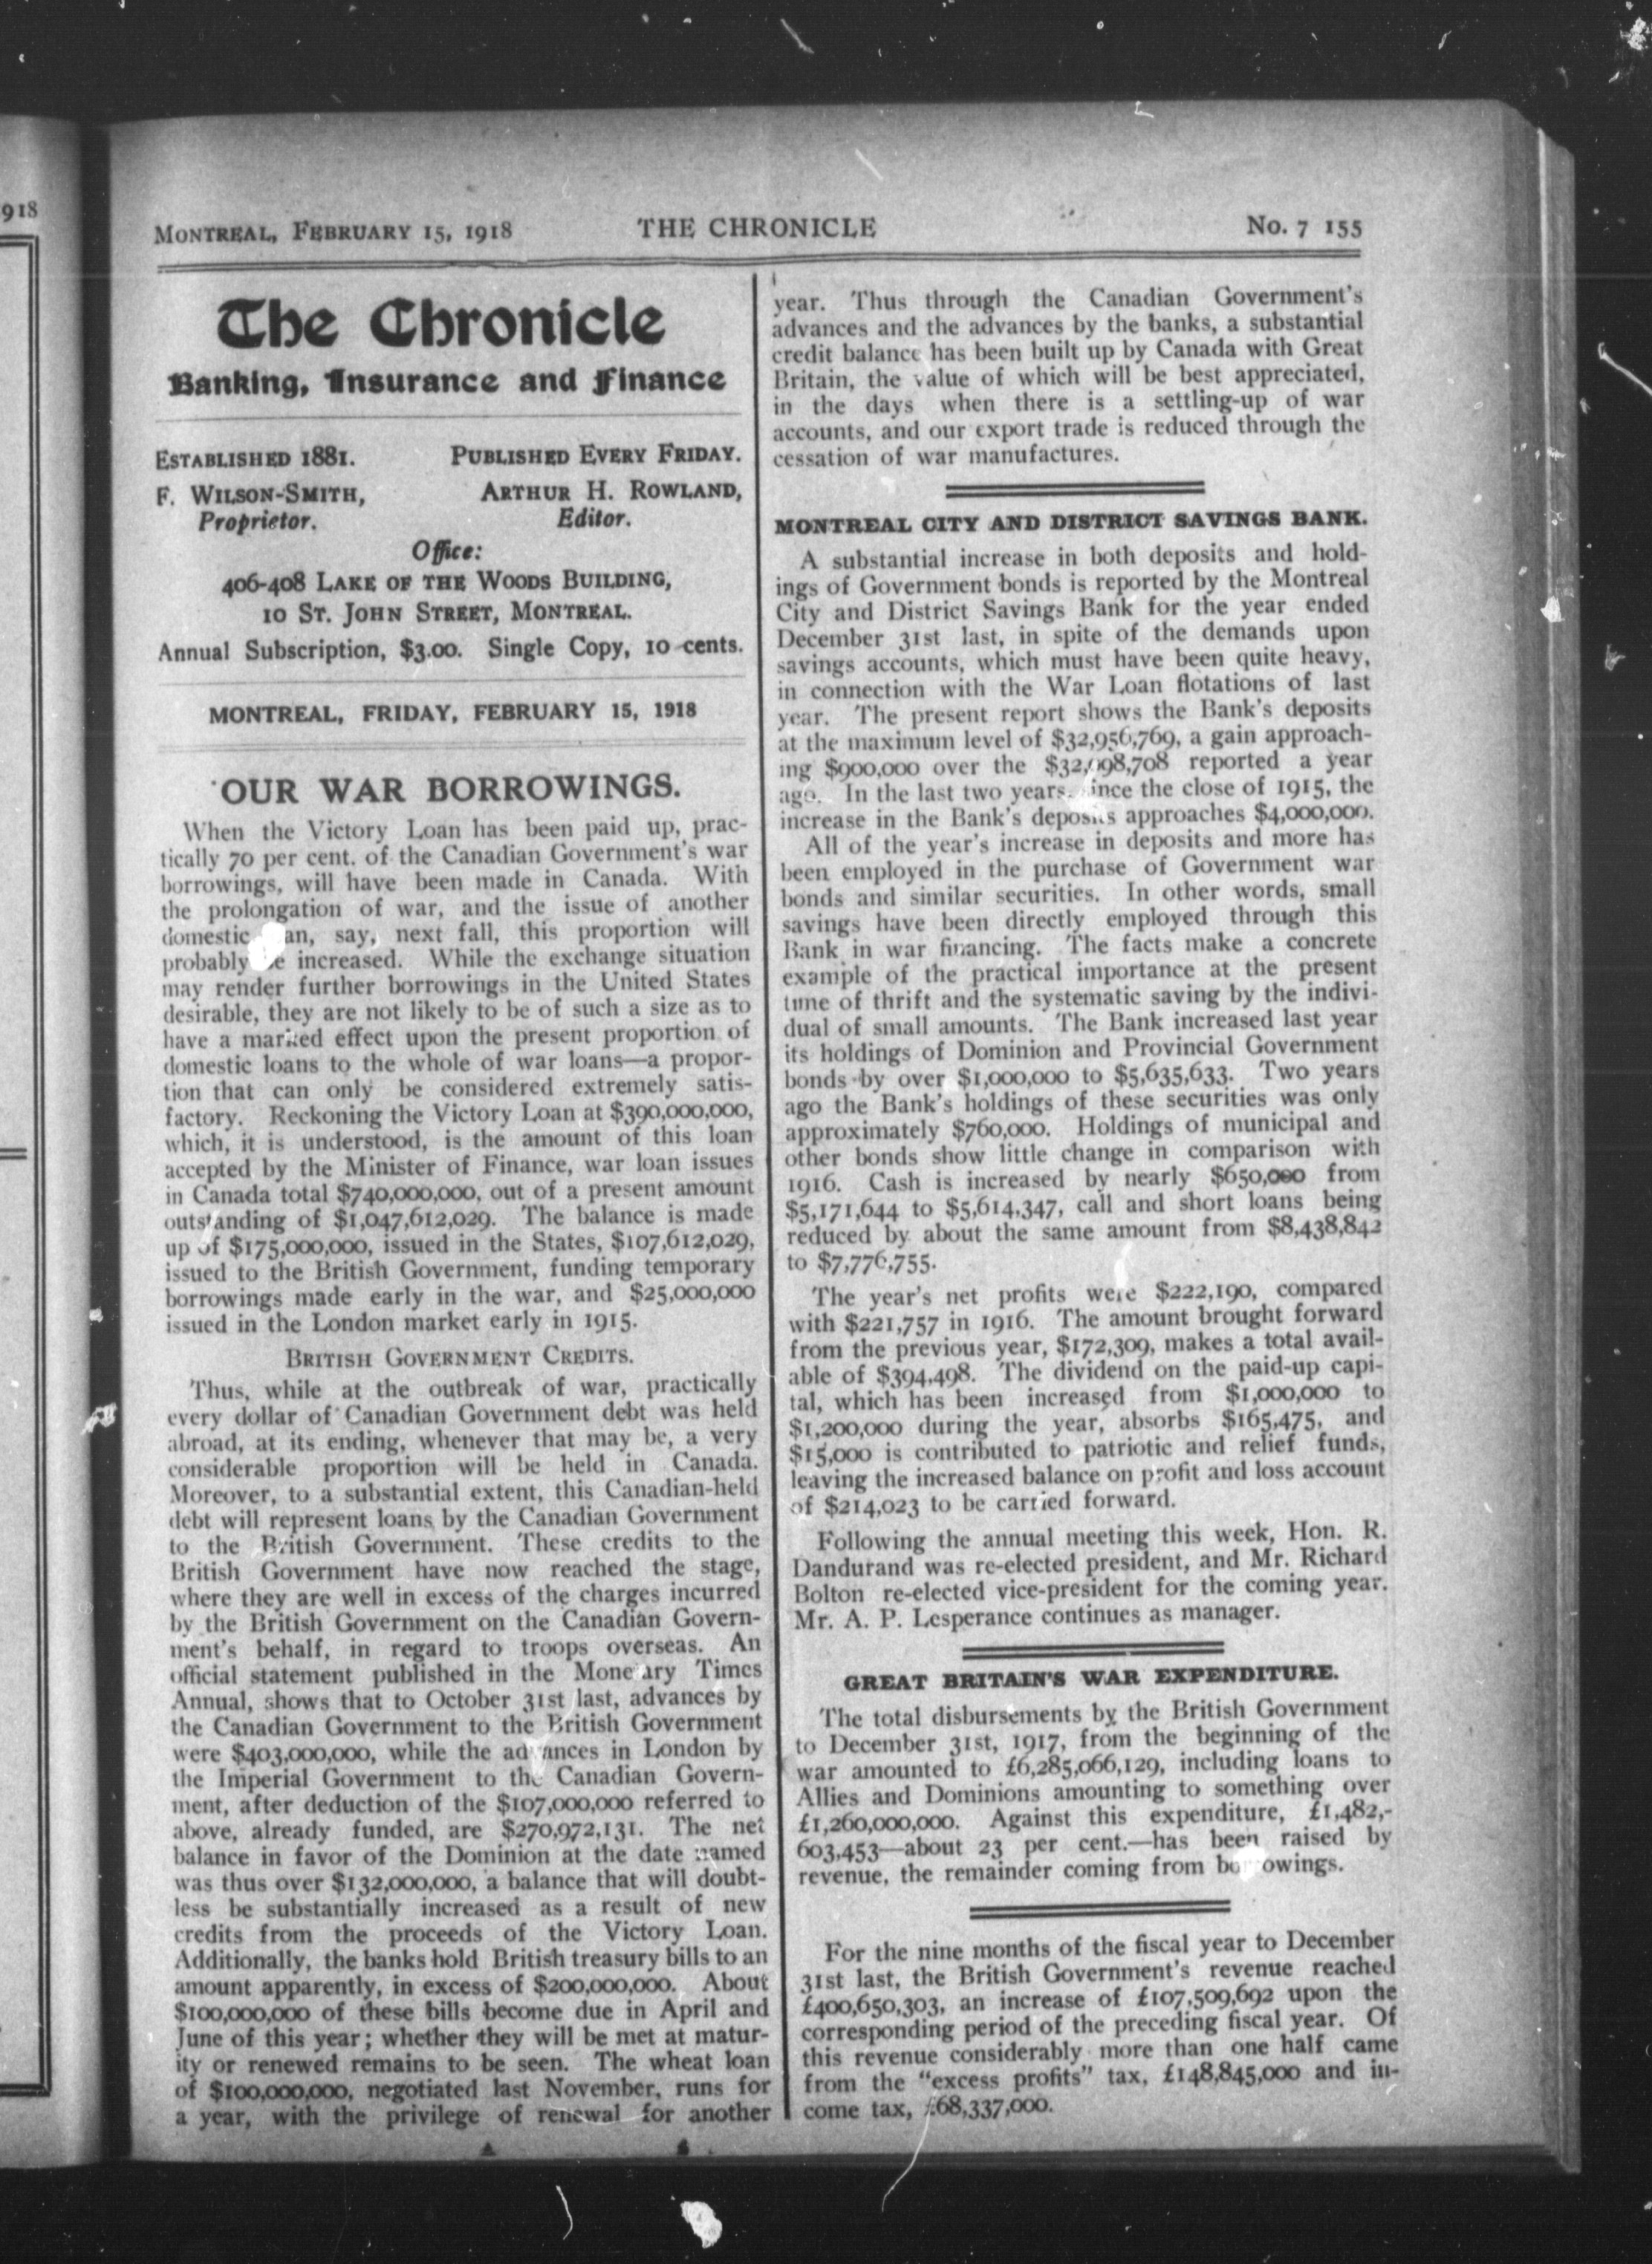 918
MONTREAL, FEBRUARY 15, 1918 THE CHRONICLE No. 7 155
The Chronicle
Banking, Insurance and Finance
ESTABLISHED 1881. PUBLISHED EVERY FRIDAY.
F. WILSON-SMITH, ARTHUR H. ROWLAND,
Proprietor. Editor.
Office:
406-408 LAKE OF THE WOODS BUILDING,
10 ST. JOHN STREET, MONTREAL.
Annual Subscription, $3.00. Single Copy, 10 cents.
MONTREAL, FRIDAY, FEBRUARY 15, 1918
OUR WAR BORROWINGS.
When the Victory Loan has been paid up, prac-
tically 70 per cent. of the Canadian Government's war
borrowings, will have been made in Canada. With
the prolongation of war, and the issue of another
domestic an, say, next fall, this proportion will
probably be increased. While the exchange situation
may render further borrowings in the United States
desirable, they are not likely to be of such a size as to
have a marked effect upon the present proportion of
domestic loans to the whole of war loans—a propor-
tion that can only be considered extremely satis-
factory. Reckoning the Victory Loan at $390,000,000,
which, it is understood, is the amount of this loan
accepted by the Minister of Finance, war loan issues
in Canada total $740,000,000, out of a present amount
outstanding of $1,047,612,029. The balance is made
up of $175,000,000, issued in the States, $107,612,029,
issued to the British Government, funding temporary
borrowings made early in the war, and $25,000,000
issued in the London market early in 1915.
BRITISH GOVERNMENT CREDITS.
Thus, while at the outbreak of war, practically
every dollar of Canadian Government debt was held
abroad, at its ending, whenever that may be, a very
considerable proportion will be held in Canada.
Moreover, to a substantial extent, this Canadian-held
debt will represent loans by the Canadian Government
to the British Government. These credits to the
British Government have now reached the stage,
where they are well in excess of the charges incurred
by the British Government on the Canadian Govern-
ment's behalf, in regard to troops overseas. An
official statement published in the Monetary Times
Annual, shows that to October 31st last, advances by
the Canadian Government to the British Government
were $403,000,000, while the advances in London by
the Imperial Government to the Canadian Govern-
ment, after deduction of the $107,000,000 referred to
above, already funded, are $270,972,131. The net
balance in favor of the Dominion at the date named
was thus over $132,000,000, a balance that will doubt-
less be substantially increased as a result of new
credits from the proceeds of the Victory Loan.
Additionally, the banks hold British treasury bills to an
amount apparently, in excess of $200,000,000. About
$100,000,000 of these bills become due in April and
June of this year; whether they will be met at matur-
ity or renewed remains to be seen. The wheat loan
of $100,000,000, negotiated last November, runs for
a year, with the privilege of renewal for another
year. Thus through the Canadian Government's
advances and the advances by the banks, a substantial
credit balance has been built up by Canada with Great
Britain, the value of which will be best appreciated,
in the days when there is a settling-up of war
accounts, and our export trade is reduced through the
cessation of war manufactures.
MONTREAL CITY AND DISTRICT SAVINGS BANK.
A substantial increase in both deposits and hold-
ings of Government bonds is reported by the Montreal
City and District Savings Bank for the year ended
December 31st last, in spite of the demands upon
savings accounts, which must have been quite heavy,
in connection with the War Loan flotations of last
year. The present report shows the Bank's deposits
at the maximum level of $32,956,769, a gain approach-
ing $900,000 over the $32,098,708 reported a year
ago. In the last two years, since the close of 1915, the
increase in the Bank's deposits approaches $4,000,000.
All of the year's increase in deposits and more has
been employed in the purchase of Government war
bonds and similar securities. In other words, small
savings have been directly employed through this
Bank in war financing. The facts make a concrete
example of the practical importance at the present
time of thrift and the systematic saving by the indivi-
dual of small amounts. The Bank increased last year
its holdings of Dominion and Provincial Government
bonds by over $1,000,000 to $5,635,633. Two years
ago the Bank's holdings of these securities was only
approximately $760,000. Holdings of municipal and
other bonds show little change in comparison with
1916. Cash is increased by nearly $650,000 from
$5,171,644 to $5,614,347, call and short loans being
reduced by about the same amount from $8,438,842
to $7,776,755.
The year's net profits were $222,190, compared
with $221,757 in 1916. The amount brought forward
from the previous year, $172,309, makes a total avail-
able of $394,498. The dividend on the paid-up capi-
tal, which has been increased from $1,000,000 to
$1,200,000 during the year, absorbs $165,475, and
$15,000 is contributed to patriotic and relief funds,
leaving the increased balance on profit and loss account
of $214,023 to be carried forward.
Following the annual meeting this week, Hon. R.
Dandurand was re-elected president, and Mr. Richard
Bolton re-elected vice-president for the coming year.
Mr. A. P. Lesperance continues as manager.
GREAT BRITAIN'S WAR EXPENDITURE.
The total disbursements by the British Government
to December 31st, 1917, from the beginning of the
war amounted to £6,285,066,129, including loans to
Allies and Dominions amounting to something over
£1,260,000,000. Against this expenditure, £1,482,-
603,453—about 23 per cent.—has been raised by
revenue, the remainder coming from borrowings.
For the nine months of the fiscal year to December
31st last, the British Government's revenue reached
£400,650,303, an increase of £107,509,692 upon the
corresponding period of the preceding fiscal year. Of
this revenue considerably more than one half came
from the "excess profits" tax, £148,845,000 and in-
come tax, £68,337,000.